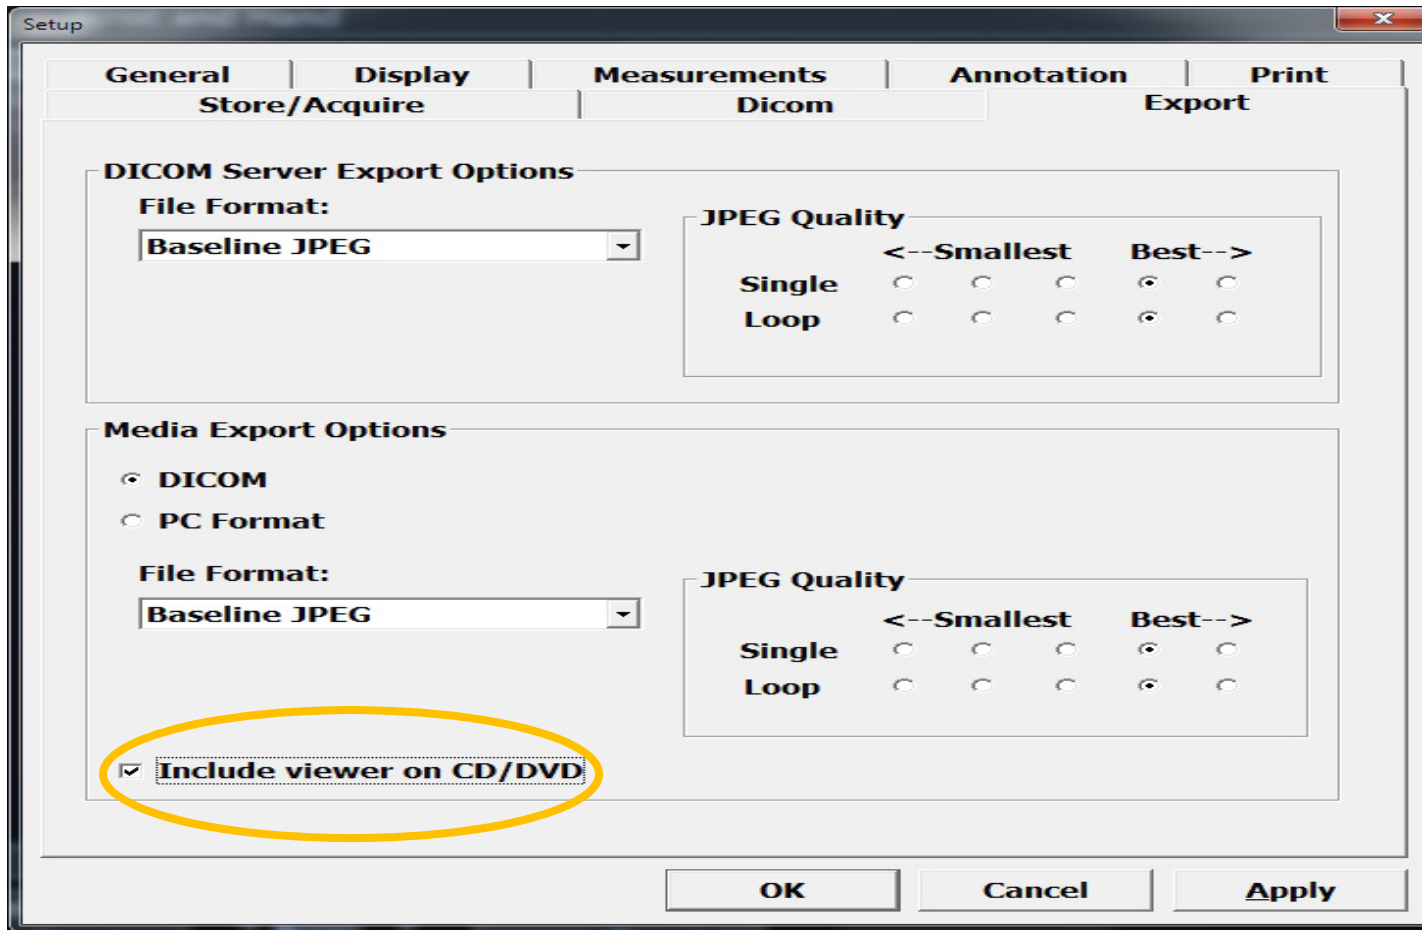 Setup
General Display Measurements Annotation Print
Store/Acquire Dicom Export
DICOM Server Export Options
File Format:
Baseline JPEG
JPEG Quality
<--Smallest Best-->
Single
Loop
Media Export Options
DICOM
PC Format
File Format:
Baseline JPEG
JPEG Quality
<--Smallest Best-->
Single
Loop
Include viewer on CD/DVD
OK Cancel Apply